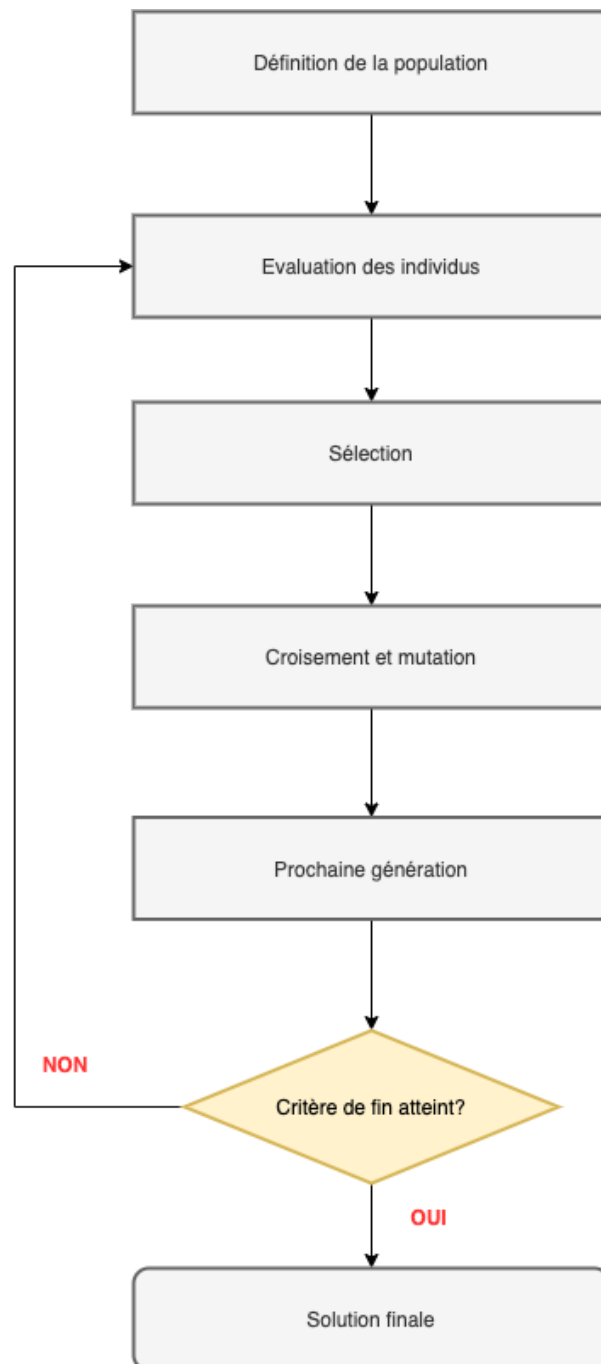 Définition de la population
Evaluation des individus
Sélection
Croisement et mutation
Prochaine génération
NON
Critère de fin atteint?
OUI
Solution finale